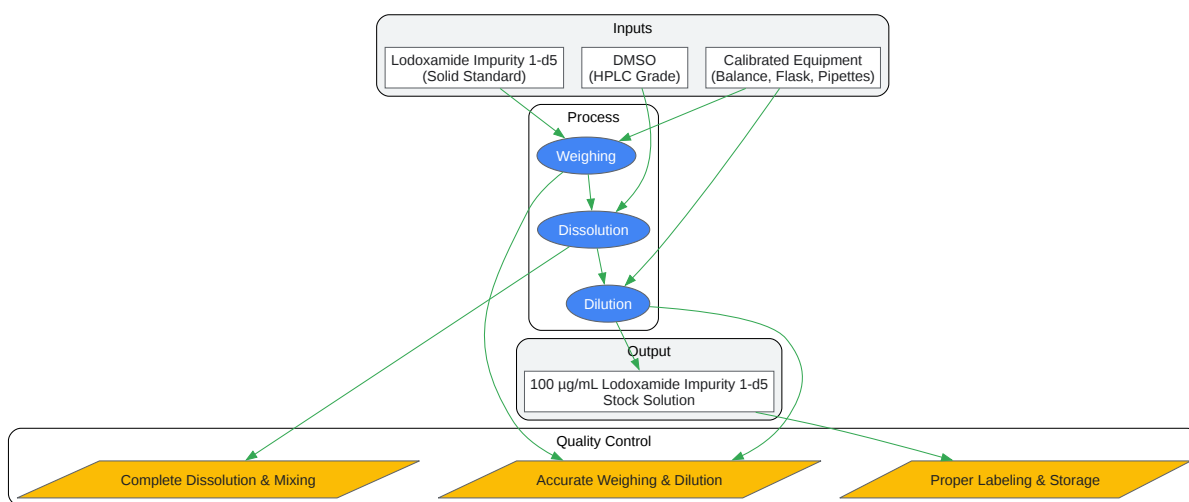 Inputs
Lodoxamide Impurity 1-d5
(Solid Standard)
DMSO
(HPLC Grade)
Calibrated Equipment
(Balance, Flask, Pipettes)
Process
Weighing
Dissolution
Dilution
Output
100 µg/mL Lodoxamide Impurity 1-d5
Stock Solution
Quality Control
Complete Dissolution & Mixing
Accurate Weighing & Dilution
Proper Labeling & Storage